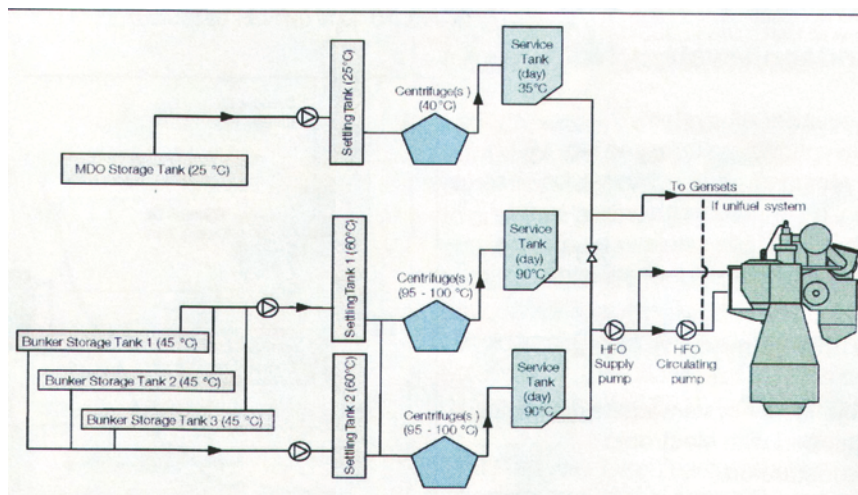 Service
Tank
(day)
35°C
Settling Tank (25°C)
Centrifuge(s)
(40°C)
MDO Storage Tank (25 °C)
To Gensets
If unifuel system
Settling Tank 1 (60°C)
Service
Tank
(day)
90°C
Centrifuge(s)
(95 - 100 °C)
Bunker Storage Tank 1 (45 °C)
Bunker Storage Tank 2 (45 °C)
Bunker Storage Tank 3 (45 °C)
HFO
Supply
pump
HFO
Circulating
pump
Settling Tank 2 (60°C)
Service
Tank
(day)
90°C
Centrifuge(s)
(95 - 100 °C)